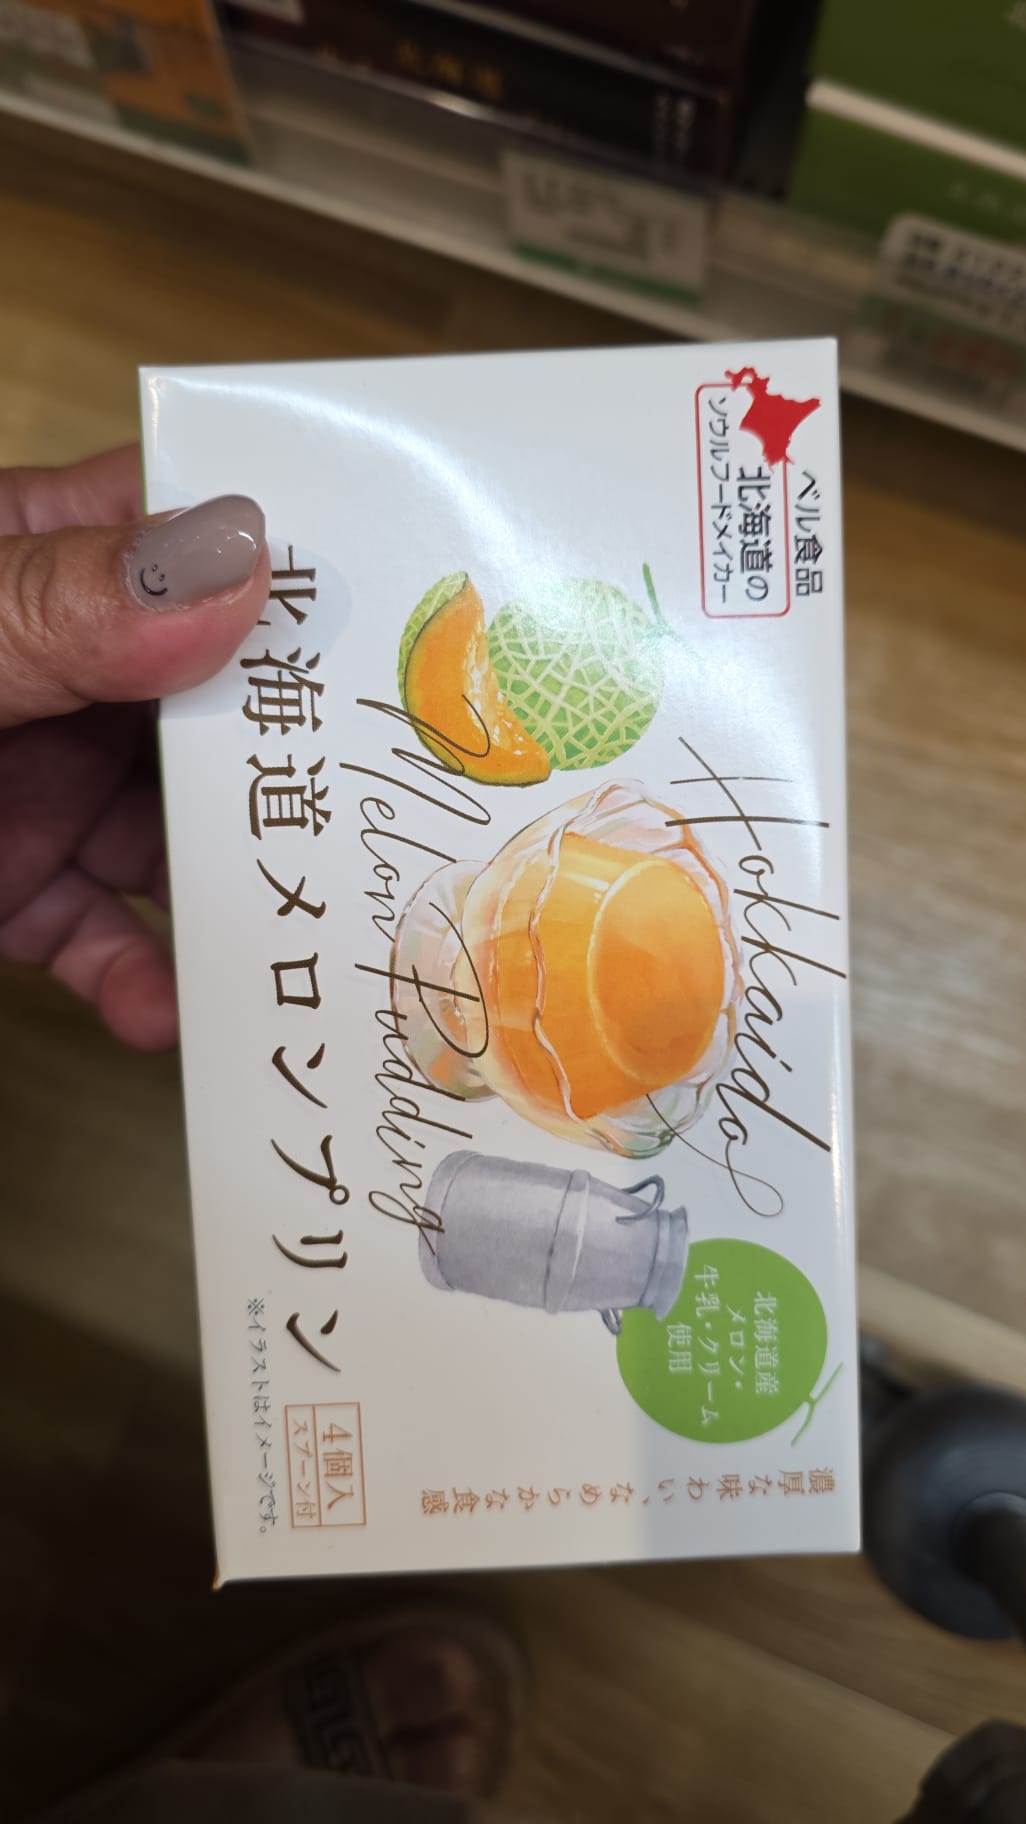 ベル食品
北海道の
ソウルフードメイカー
Hokkaido
Melon Pudding
北海道産
メロン・
牛乳・クリーム
使用
濃厚な味わい、なめらかな食感
北海道メロンプリン
4個入
スプーン付
※イラストはイメージです。
北海道